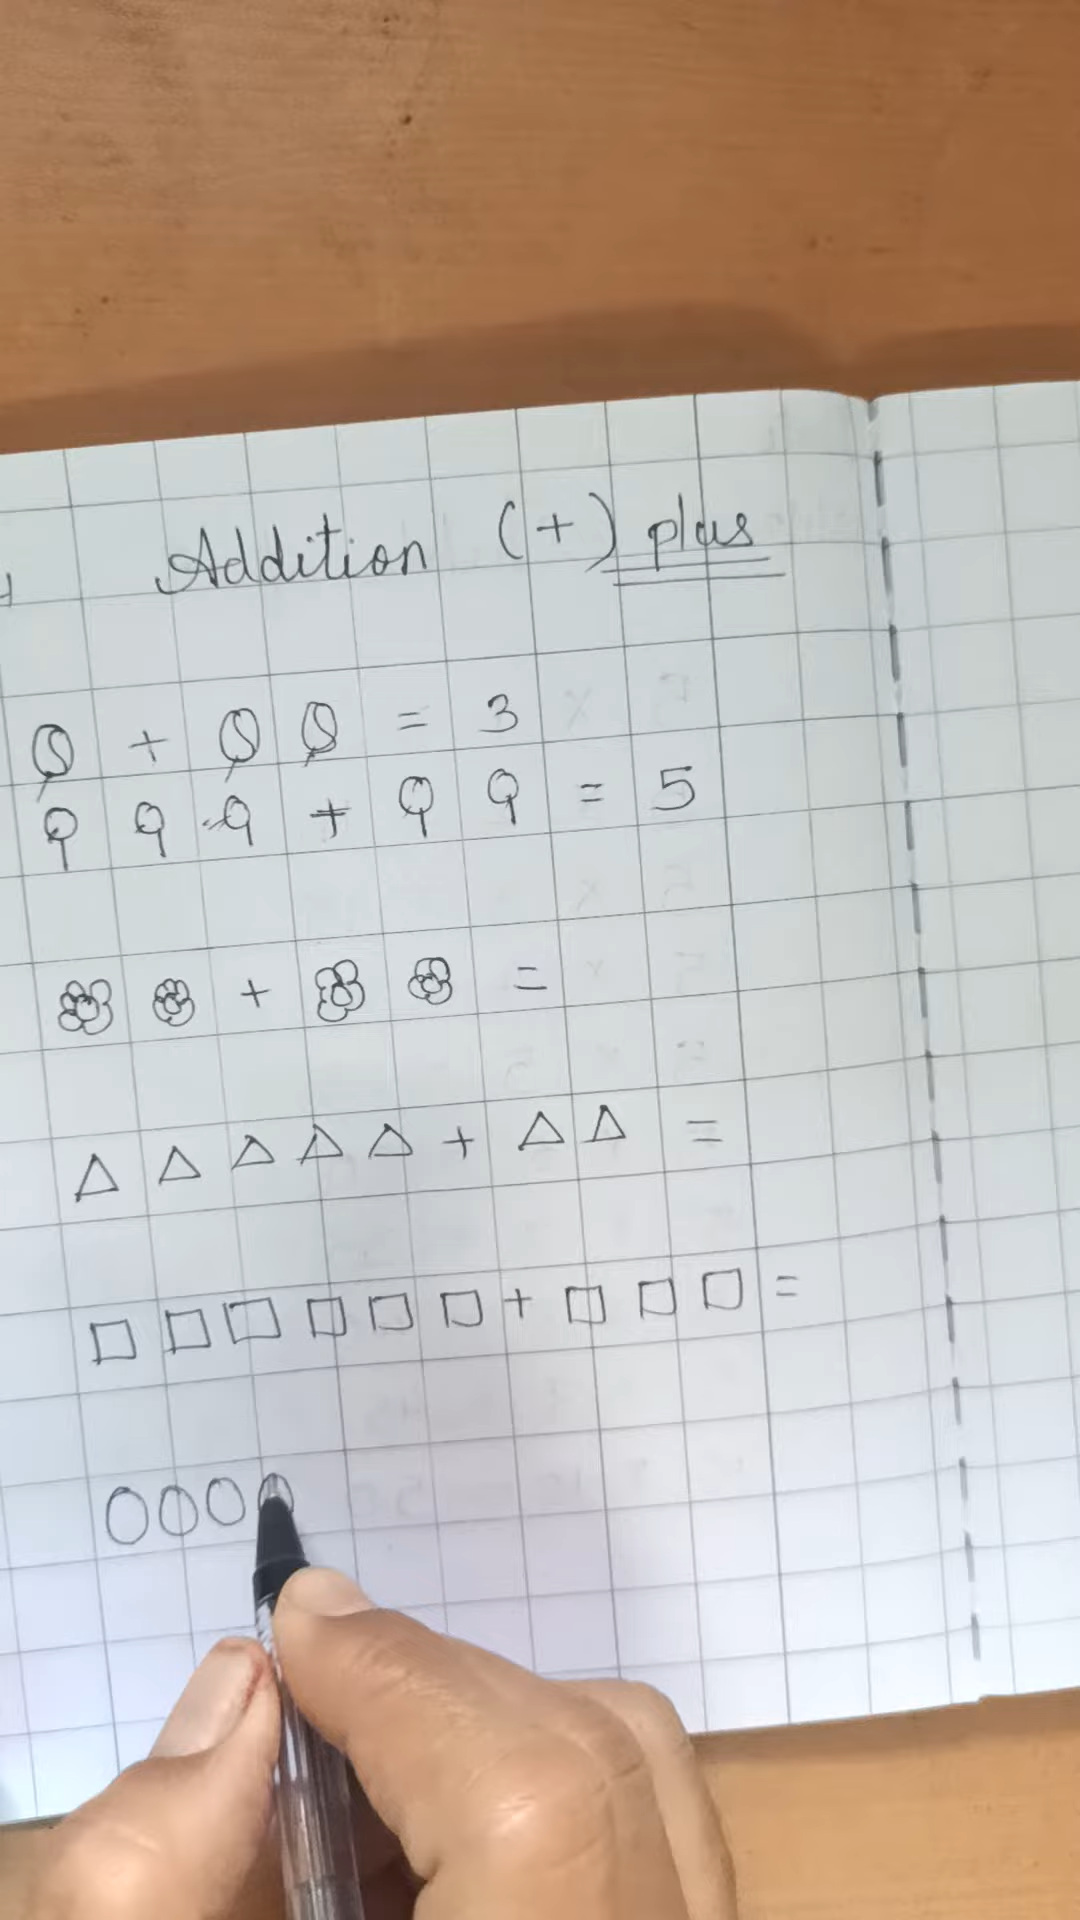 Addition (+) plus
+ = 3
+ = 5
+ =
+ =
+ =